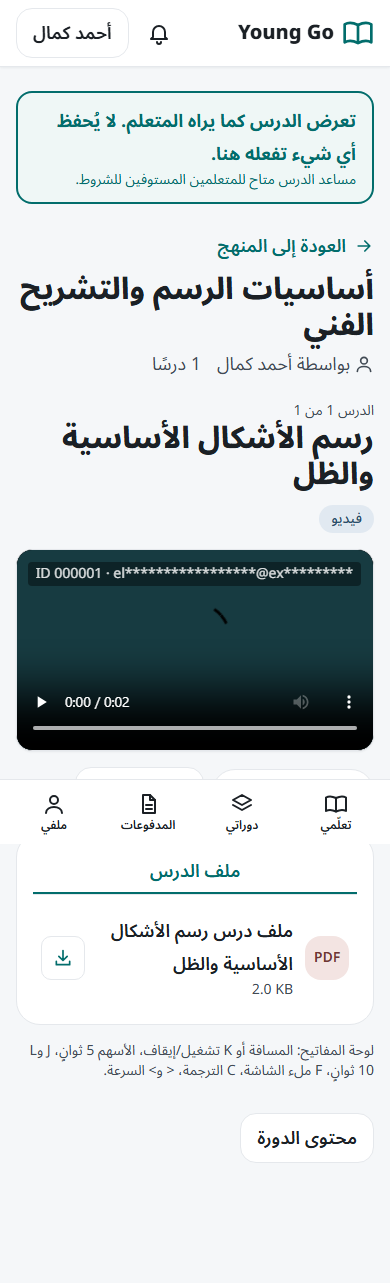 Young Go
أحمد كمال
تعرض الدرس كما يراه المتعلم. لا يُحفظ
أي شيء تفعله هنا.
مساعد الدرس متاح للمتعلمين المستوفين للشروط.
العودة إلى المنهج
أساسيات الرسم والتشريح
الفني
بواسطة أحمد كمال
1 درسًا
الدرس 1 من 1
رسم الأشكال الأساسية
والظل
فيديو
ID 000001 · el*****************@ex*********
0:00 / 0:02
تعلّمي
دوراتي
المدفوعات
ملفي
ملف الدرس
PDF
ملف درس رسم الأشكال
الأساسية والظل
2.0 KB
لوحة المفاتيح: المسافة أو K تشغيل/إيقاف، الأسهم 5 ثوانٍ، J وL
10 ثوانٍ، F ملء الشاشة، C الترجمة، < و> السرعة.
محتوى الدورة